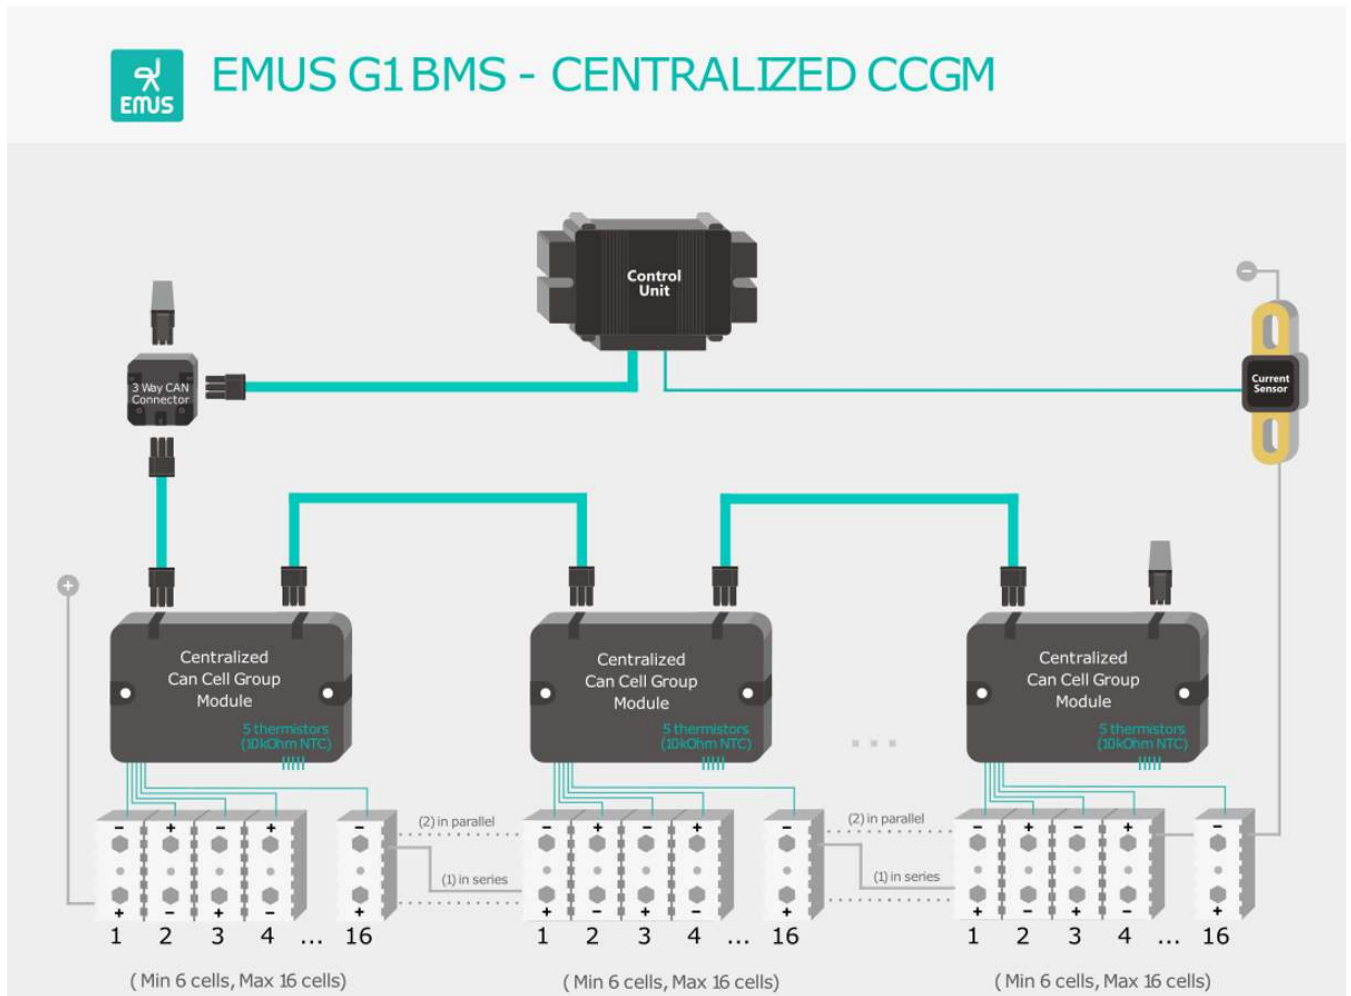 EMUS
EMUS G1 BMS - CENTRALIZED CCGM
Control
Unit
3 Way CAN
Connector
Current
Sensor
Centralized
Can Cell Group
Module
5 thermistors
(10kOhm NTC)
Centralized
Can Cell Group
Module
5 thermistors
(10kOhm NTC)
Centralized
Can Cell Group
Module
5 thermistors
(10kOhm NTC)
(2) in parallel
(1) in series
(2) in parallel
(1) in series
1 2 3 4 ... 16
1 2 3 4 ... 16
1 2 3 4 ... 16
( Min 6 cells, Max 16 cells)
( Min 6 cells, Max 16 cells)
( Min 6 cells, Max 16 cells)